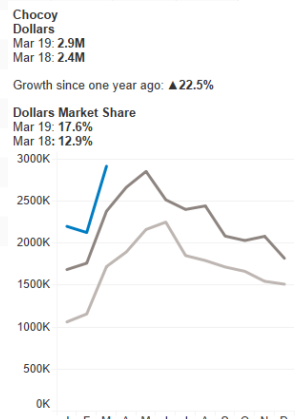 Chocoy
Dollars
Mar 19: 2.9M
Mar 18: 2.4M
Growth since one year ago: ▲22.5%
Dollars Market Share
Mar 19: 17.6%
Mar 18: 12.9%
3000K
2500K
2000K
1500K
1000K
500K
0K